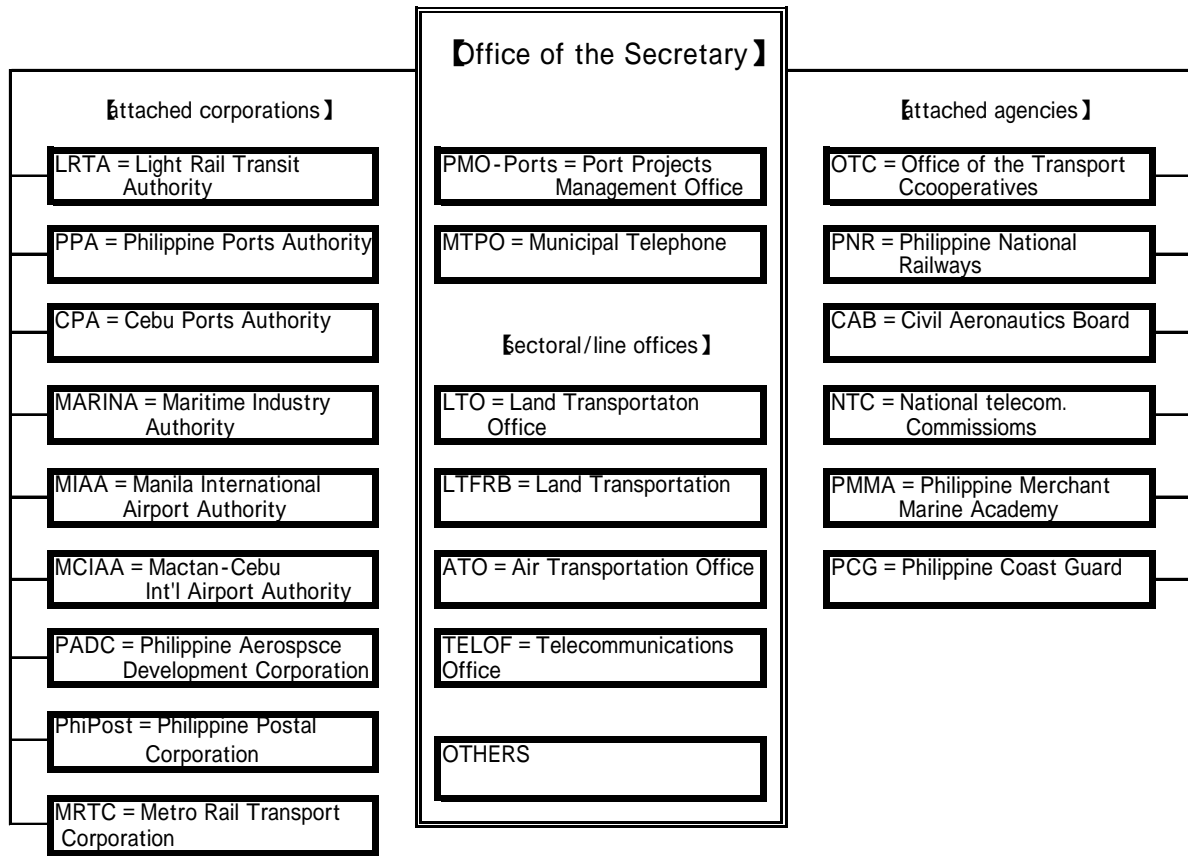 【Office of the Secretary】
【attached corporations】
LRTA = Light Rail Transit
Authority
PPA = Philippine Ports Authority
CPA = Cebu Ports Authority
MARINA = Maritime Industry
Authority
MIAA = Manila International
Airport Authority
MCIAA = Mactan-Cebu
Int'l Airport Authority
PADC = Philippine Aerospsce
Development Corporation
PhiPost = Philippine Postal
Corporation
MRTC = Metro Rail Transport
Corporation
PMO-Ports = Port Projects
Management Office
MTPO = Municipal Telephone
【sectoral/line offices】
LTO = Land Transportaton
Office
LTFRB = Land Transportation
ATO = Air Transportation Office
TELOF = Telecommunications
Office
OTHERS
【attached agencies】
OTC = Office of the Transport
Ccooperatives
PNR = Philippine National
Railways
CAB = Civil Aeronautics Board
NTC = National telecom.
Commissioms
PMMA = Philippine Merchant
Marine Academy
PCG = Philippine Coast Guard